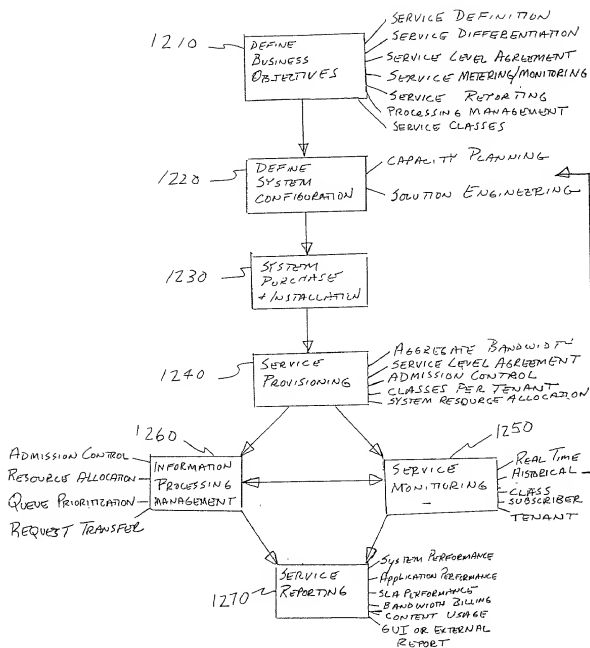 1210
DEFINE
BUSINESS
OBJECTIVES
SERVICE DEFINITION
SERVICE DIFFERENTIATION
SERVICE LEVEL AGREEMENT
SERVICE METERING/MONITORING
SERVICE REPORTING
PROCESSING MANAGEMENT
SERVICE CLASSES
1220
DEFINE
SYSTEM
CONFIGURATION
CAPACITY PLANNING
SOLUTION ENGINEERING
1230
SYSTEM
PURCHASE
+ INSTALLATION
1240
SERVICE
PROVISIONING
AGGREGATE BANDWIDTH
SERVICE LEVEL AGREEMENT
ADMISSION CONTROL
CLASSES PER TENANT
SYSTEM RESOURCE ALLOCATION
1260
ADMISSION CONTROL
RESOURCE ALLOCATION
QUEUE PRIORITIZATION
REQUEST TRANSFER
INFORMATION
PROCESSING
MANAGEMENT
1250
SERVICE
MONITORING
REAL TIME
HISTORICAL
CLASS
SUBSCRIBER
TENANT
1270
SERVICE
REPORTING
SYSTEM PERFORMANCE
APPLICATION PERFORMANCE
SLA PERFORMANCE
BANDWIDTH BILLING
CONTENT USAGE
GUI OR EXTERNAL
REPORT